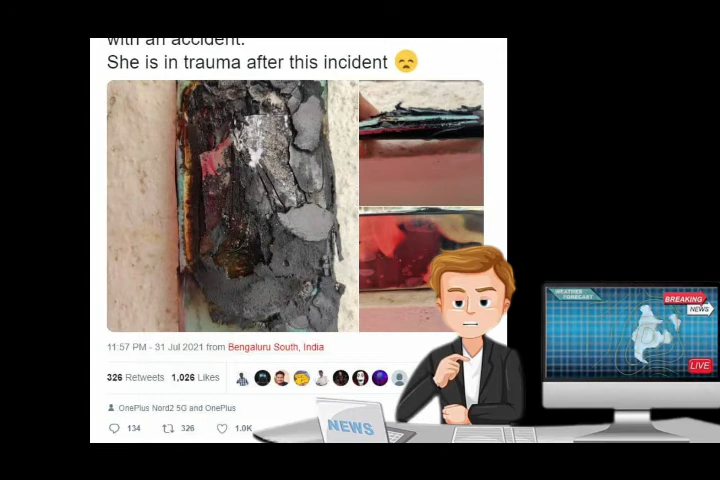 with an accident.
She is in trauma after this incident 😞
11:57 PM - 31 Jul 2021 from Bengaluru South, India
326 Retweets 1,026 Likes
OnePlus Nord2 5G and OnePlus
134 326 1.0K
NEWS
WEATHER
FORECAST
BREAKING
NEWS
LIVE